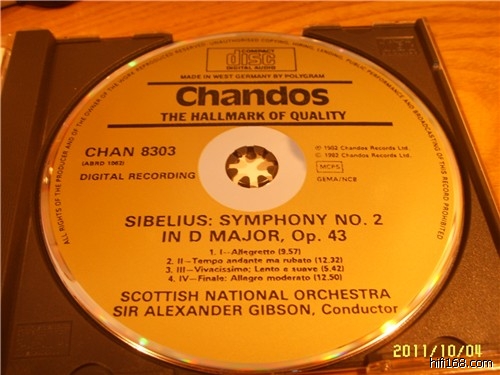 COMPACT
disc
DIGITAL AUDIO
MADE IN WEST GERMANY BY POLYGRAM
Chandos
THE HALLMARK OF QUALITY
CHAN 8303
(ABRD 1063)
DIGITAL RECORDING
℗ 1982 Chandos Records Ltd.
© 1983 Chandos Records Ltd.
MCPS
GEMA/NCB
SIBELIUS: SYMPHONY NO. 2
IN D MAJOR, Op. 43
1. I—Allegretto (9.57)
2. II—Tempo andante ma rubato (12.32)
3. III—Vivacissimo; Lento e suave (5.42)
4. IV—Finale: Allegro moderato (12.50)
SCOTTISH NATIONAL ORCHESTRA
SIR ALEXANDER GIBSON, Conductor
ALL RIGHTS OF THE PRODUCER AND OF THE OWNER OF THE WORK REPRODUCED RESERVED. UNAUTHORISED COPYING, HIRING, LENDING, PUBLIC PERFORMANCE AND BROADCASTING OF THIS RECORD PROHIBITED.
2011/10/04
hifi168.com